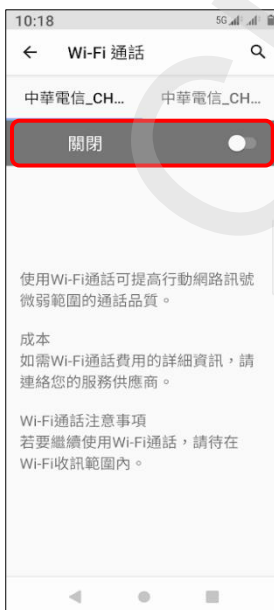 10:18
5G
Wi-Fi 通話
中華電信_CH...
中華電信_CH...
關閉
使用Wi-Fi通話可提高行動網路訊號
微弱範圍的通話品質。
成本
如需Wi-Fi通話費用的詳細資訊，請
連絡您的服務供應商。
Wi-Fi通話注意事項
若要繼續使用Wi-Fi通話，請待在
Wi-Fi收訊範圍內。